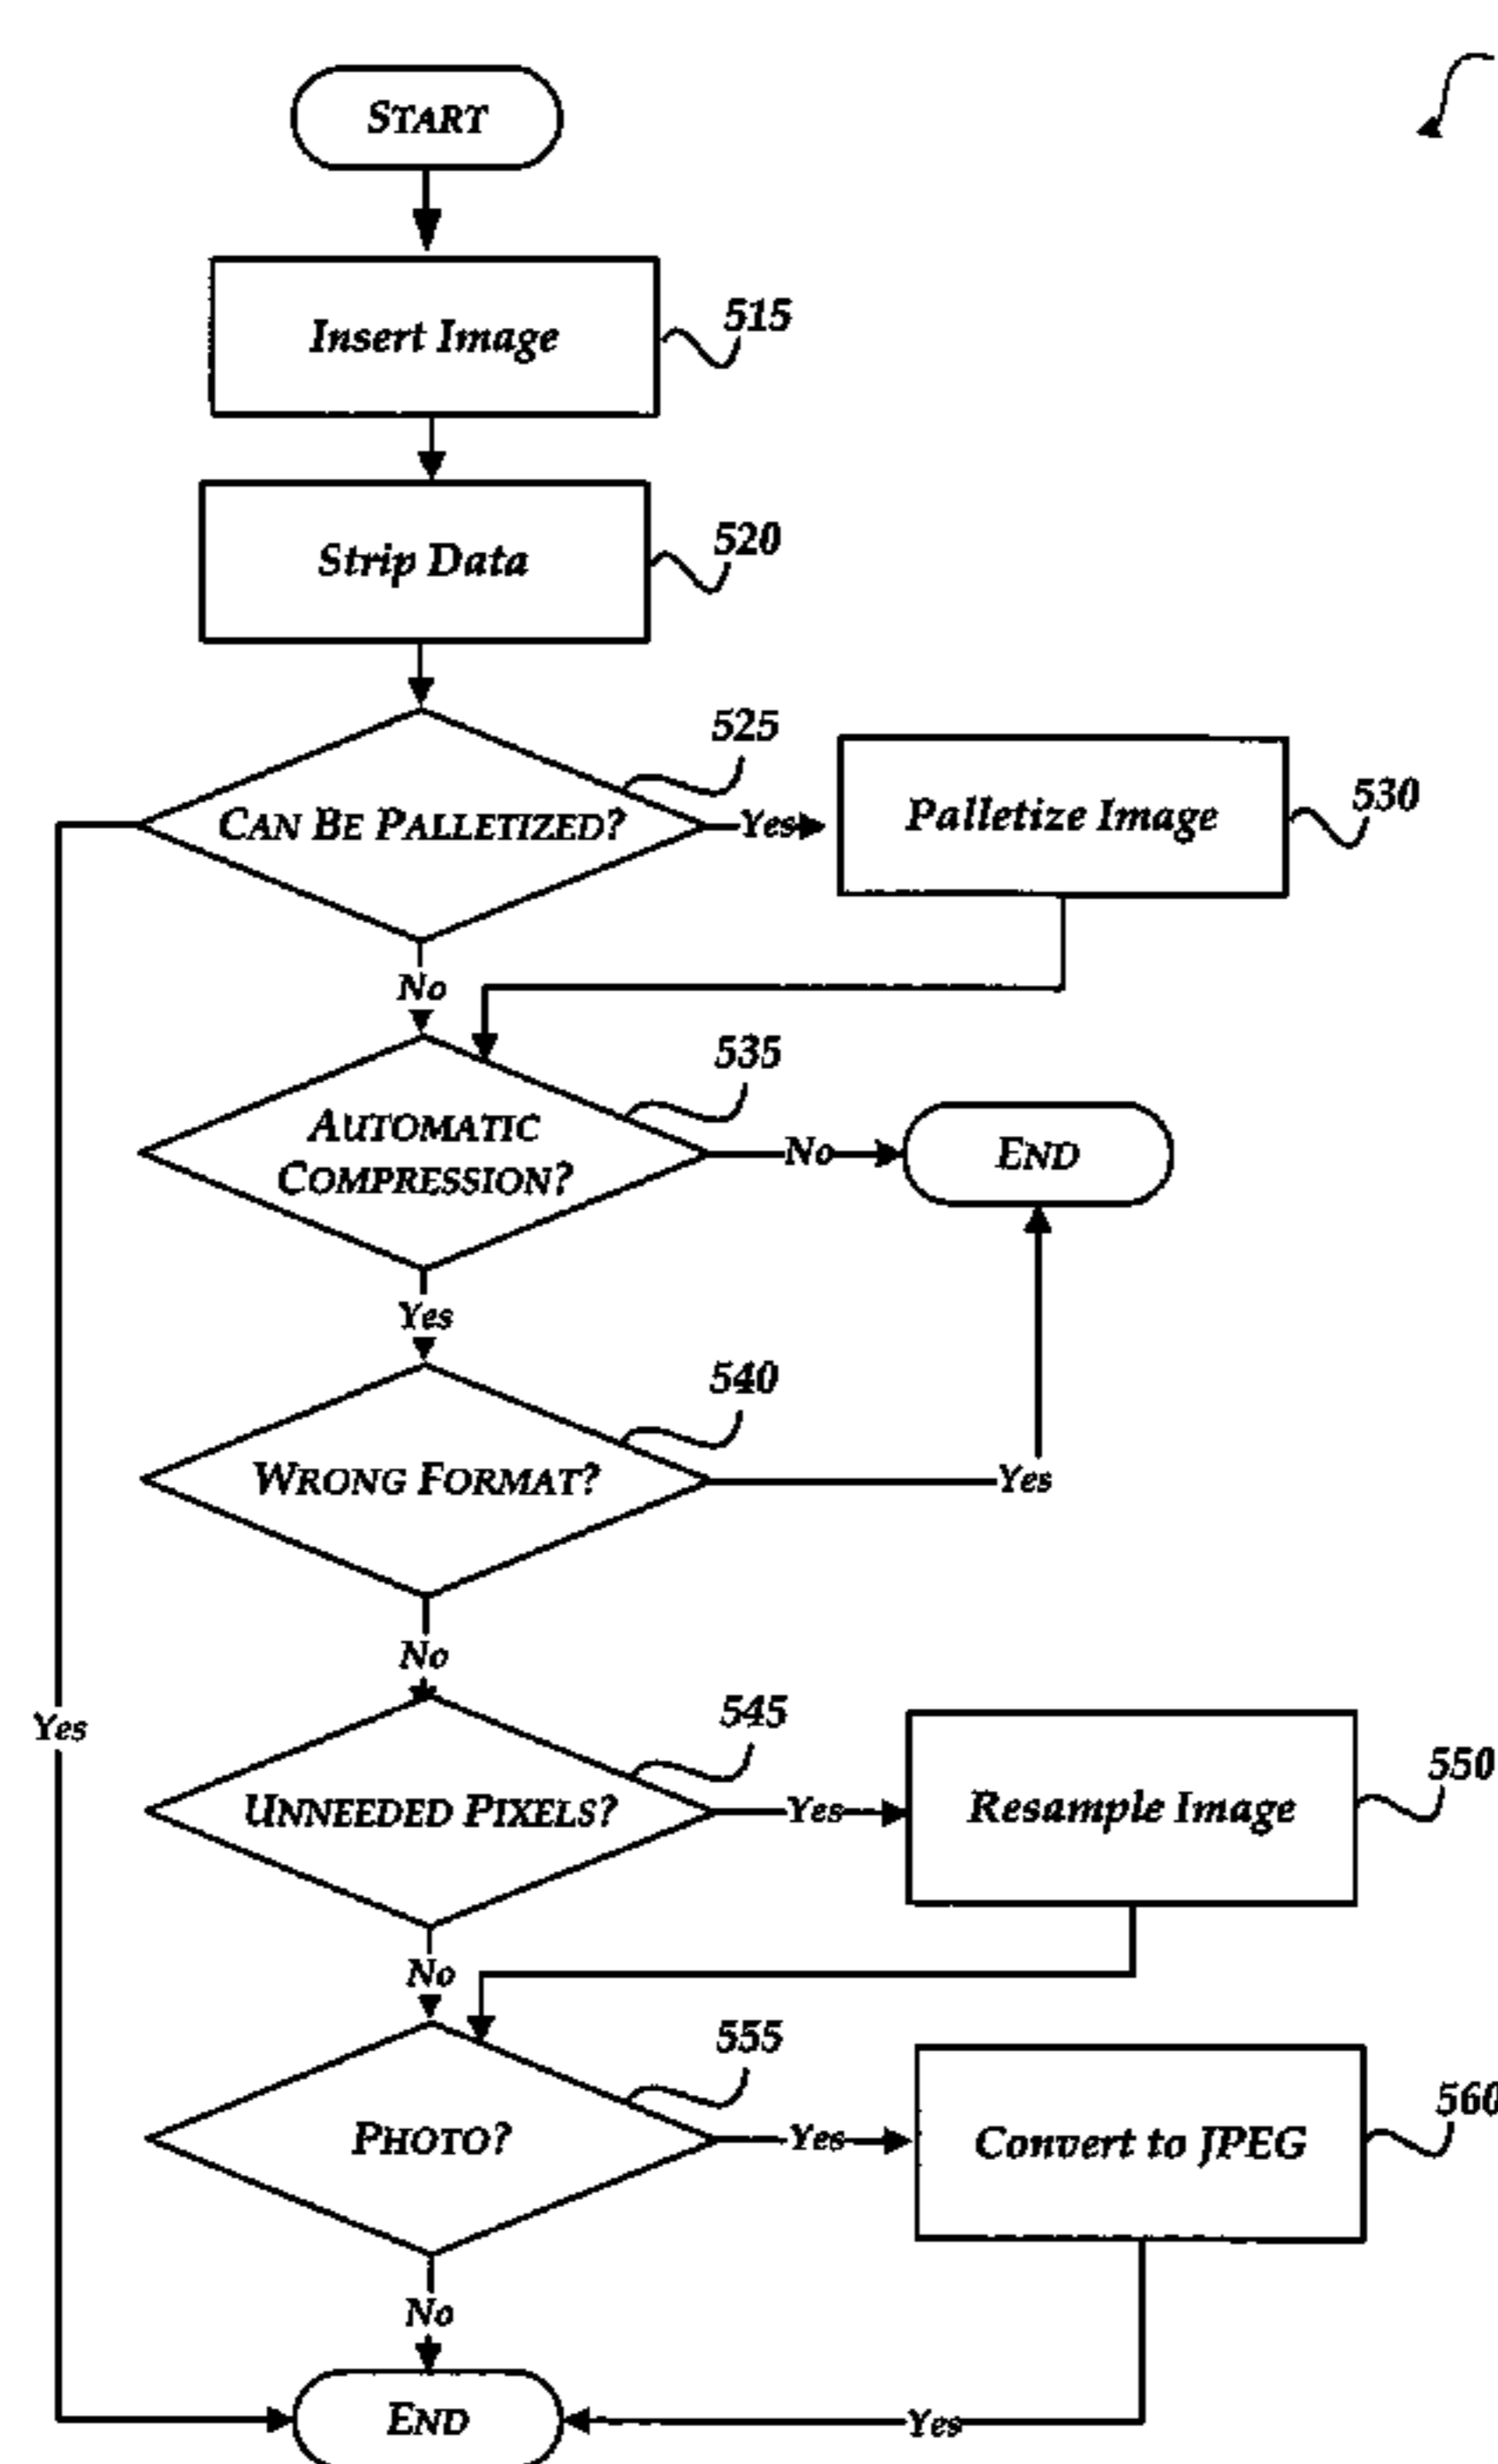 START
Insert Image
515
Strip Data
520
525
CAN BE PALLETIZED?
Yes
Palletize Image
530
No
535
AUTOMATIC
COMPRESSION?
No
END
Yes
540
WRONG FORMAT?
Yes
No
Yes
545
UNNEEDED PIXELS?
Yes
Resample Image
550
No
555
PHOTO?
Yes
Convert to JPEG
560
No
END
Yes